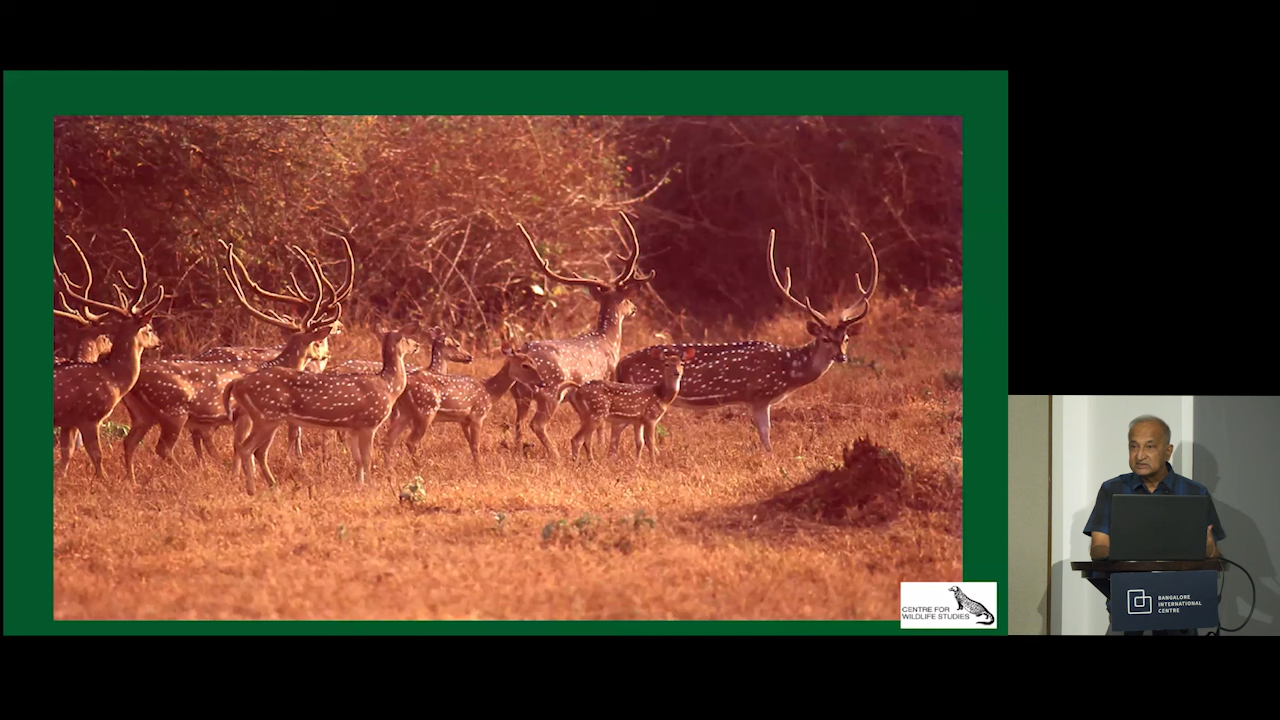 CENTRE FOR
WILDLIFE STUDIES
BANGALORE
INTERNATIONAL
CENTRE